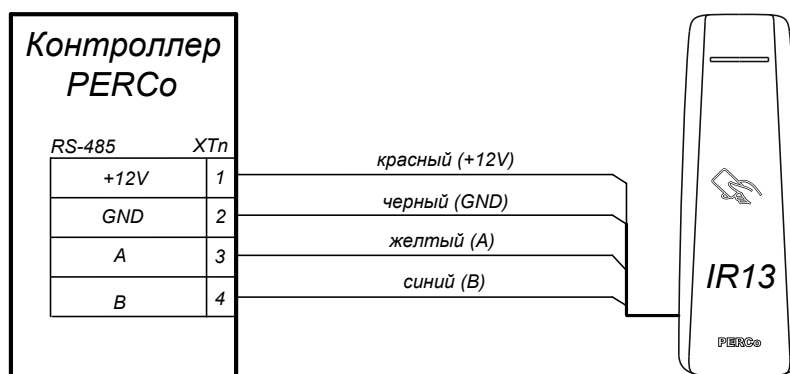 Контроллер
PERCo
RS-485 XTn
+12V 1 красный (+12V)
GND 2 черный (GND)
A 3 желтый (A)
B 4 синий (B)
IR13
PERCo